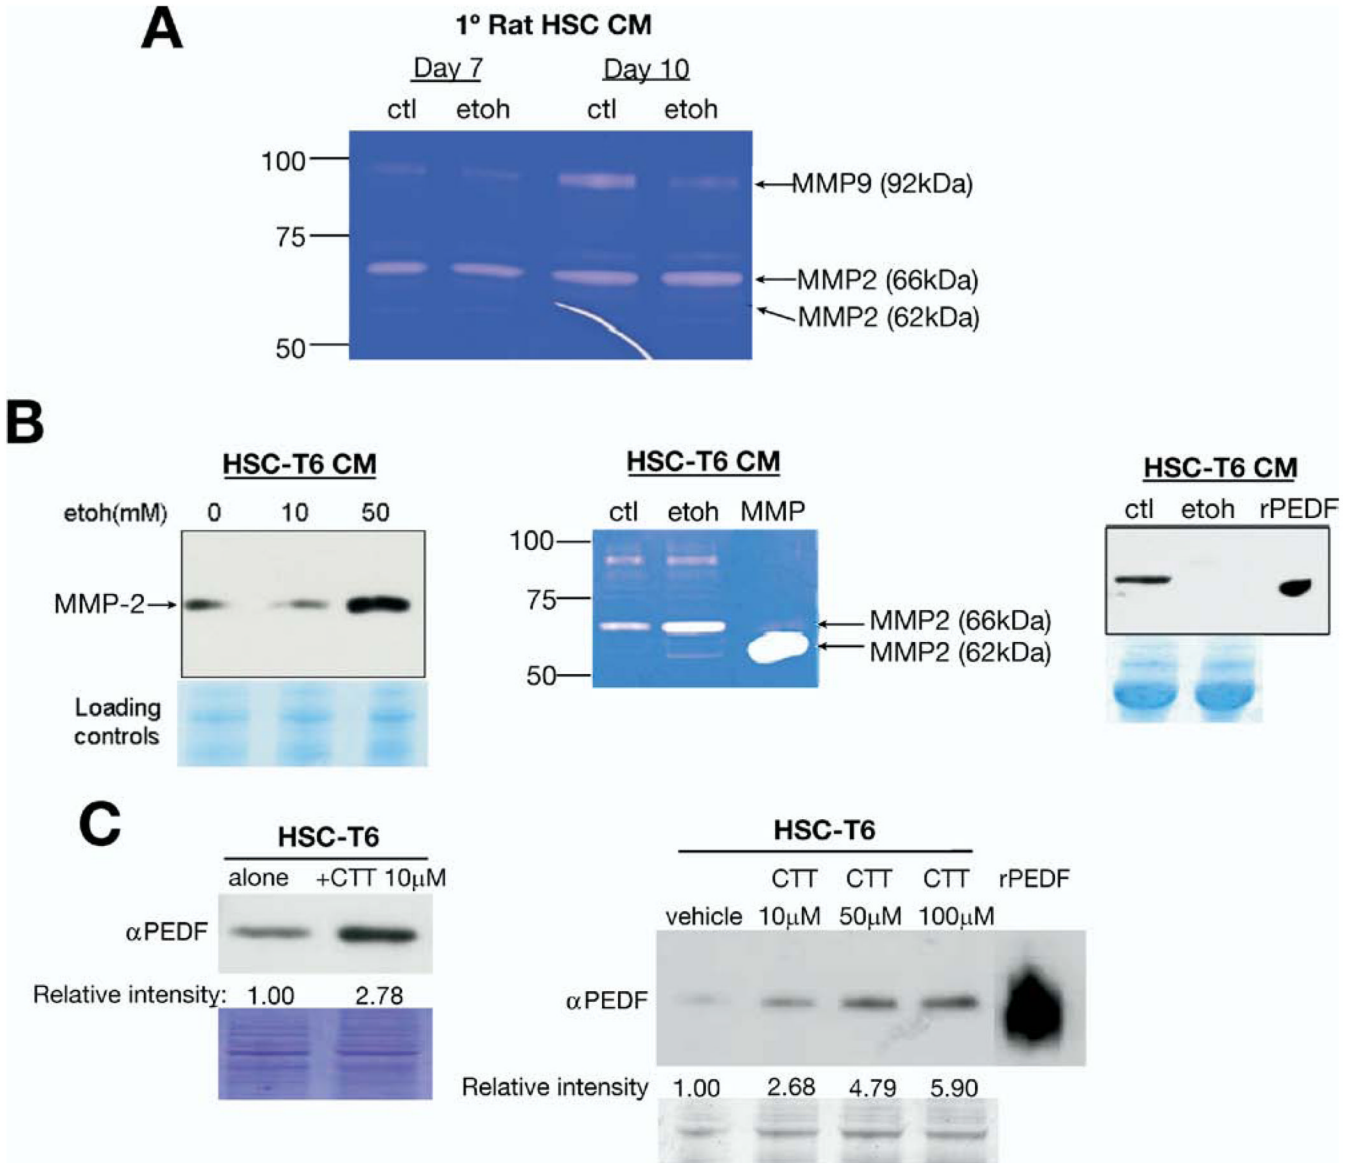 A
1º Rat HSC CM
Day 7 Day 10
ctl etoh ctl etoh
100
MMP9 (92kDa)
75
MMP2 (66kDa)
MMP2 (62kDa)
50
B
HSC-T6 CM
etoh(mM) 0 10 50
MMP-2
Loading
controls
HSC-T6 CM
ctl etoh MMP
100
75
MMP2 (66kDa)
MMP2 (62kDa)
50
HSC-T6 CM
ctl etoh rPEDF
C
HSC-T6
alone +CTT 10µM
αPEDF
Relative intensity: 1.00 2.78
HSC-T6
CTT CTT CTT rPEDF
vehicle 10µM 50µM 100µM
αPEDF
Relative intensity 1.00 2.68 4.79 5.90